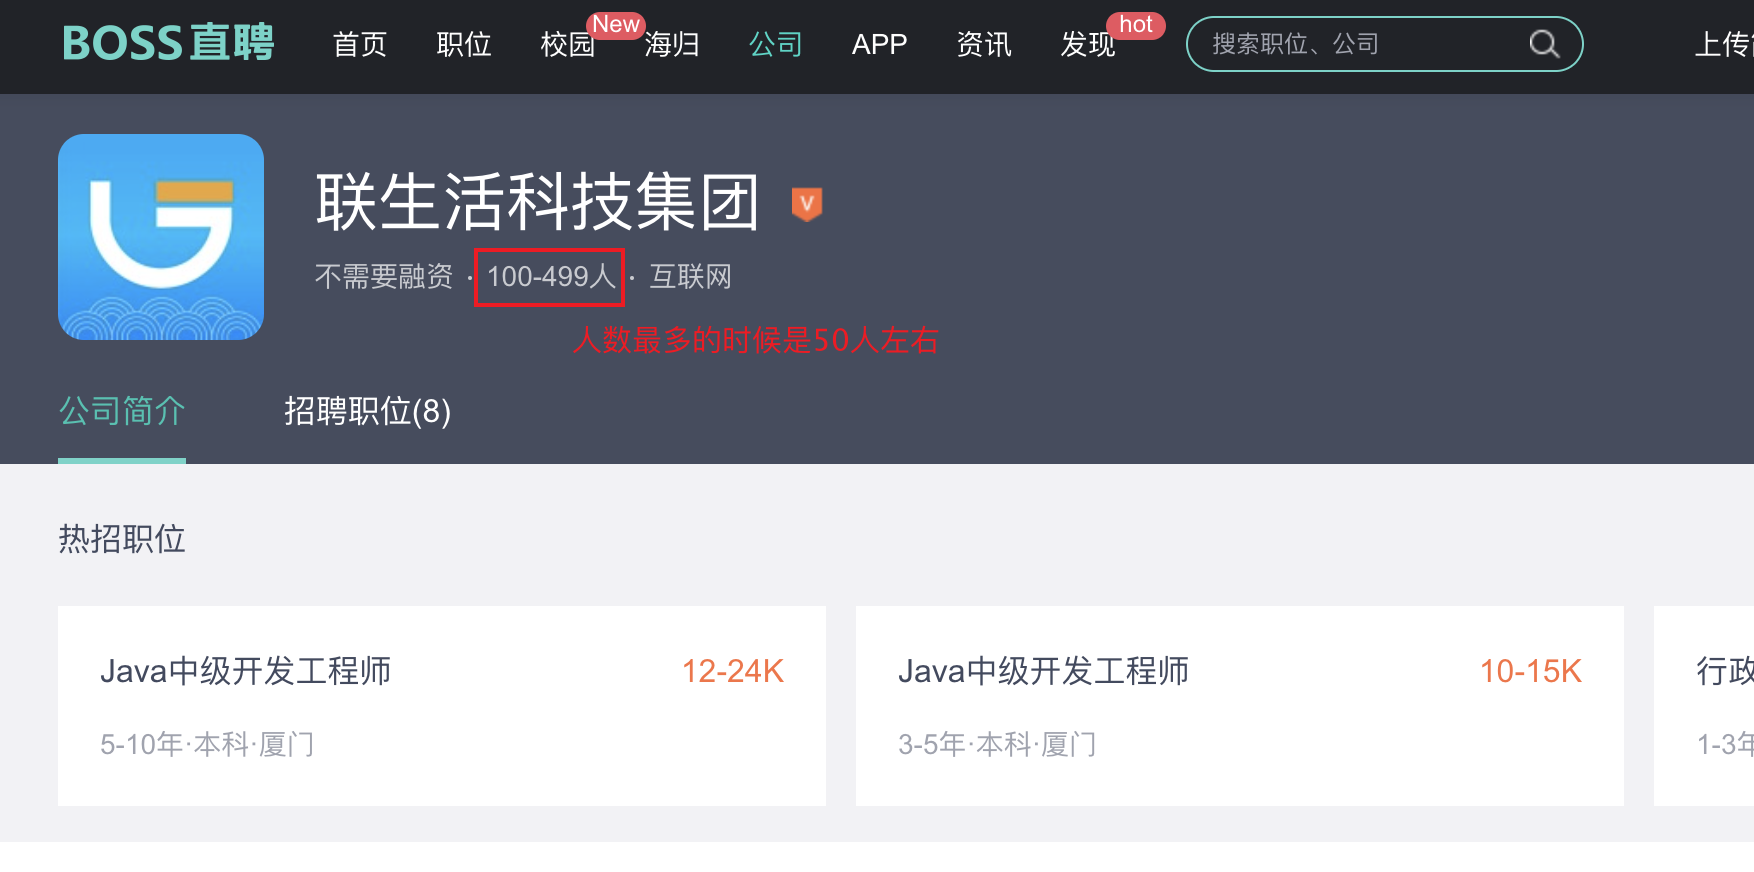 BOSS直聘 首页 职位 校园 New 海归 公司 APP 资讯 发现 hot 搜索职位、公司 上传
联生活科技集团 V
不需要融资 · 100-499人 · 互联网
人数最多的时候是50人左右
公司简介 招聘职位(8)
热招职位
Java中级开发工程师 12-24K Java中级开发工程师 10-15K 行政
5-10年·本科·厦门 3-5年·本科·厦门 1-3年